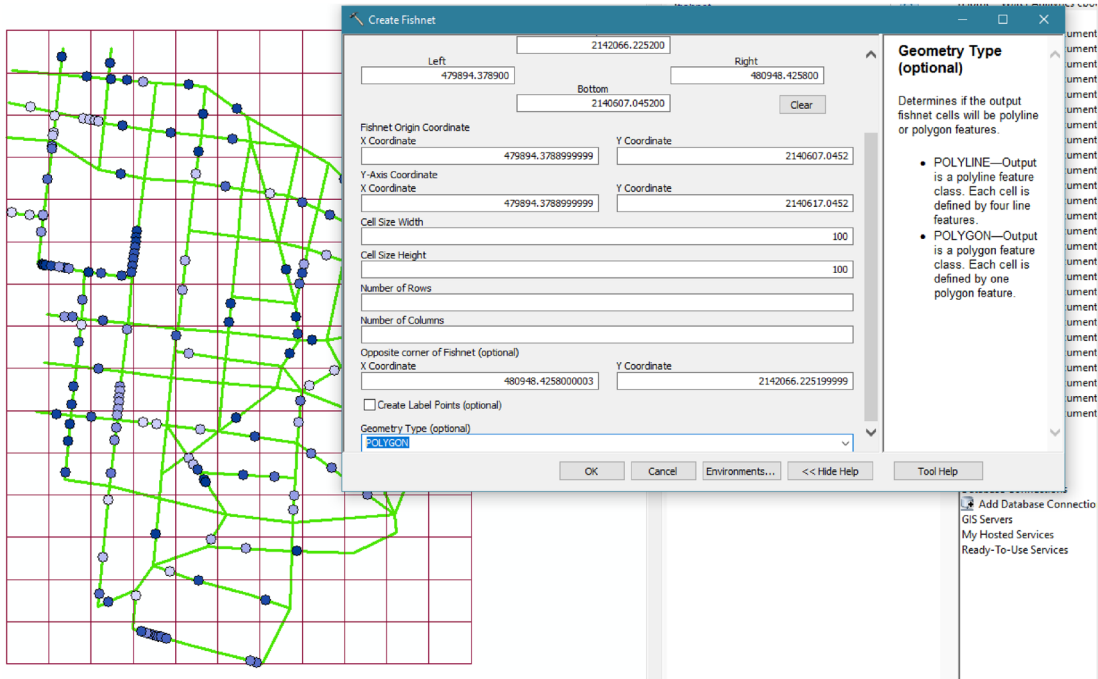 Create Fishnet
2142066.225200
Left
Right
479894.378900
480948.425800
Bottom
2140607.045200
Clear
Fishnet Origin Coordinate
X Coordinate
Y Coordinate
479894.3788999999
2140607.0452
Y-Axis Coordinate
X Coordinate
Y Coordinate
479894.3788999999
2140617.0452
Cell Size Width
100
Cell Size Height
100
Number of Rows
Number of Columns
Opposite corner of Fishnet (optional)
X Coordinate
Y Coordinate
480948.4258000003
2142066.225199999
Create Label Points (optional)
Geometry Type (optional)
POLYGON
OK
Cancel
Environments...
<< Hide Help
Tool Help
Geometry Type
(optional)
Determines if the output
fishnet cells will be polyline
or polygon features.
• POLYLINE—Output
is a polyline feature
class. Each cell is
defined by four line
features.
• POLYGON—Output
is a polygon feature
class. Each cell is
defined by one
polygon feature.
Add Database Connectio
GIS Servers
My Hosted Services
Ready-To-Use Services